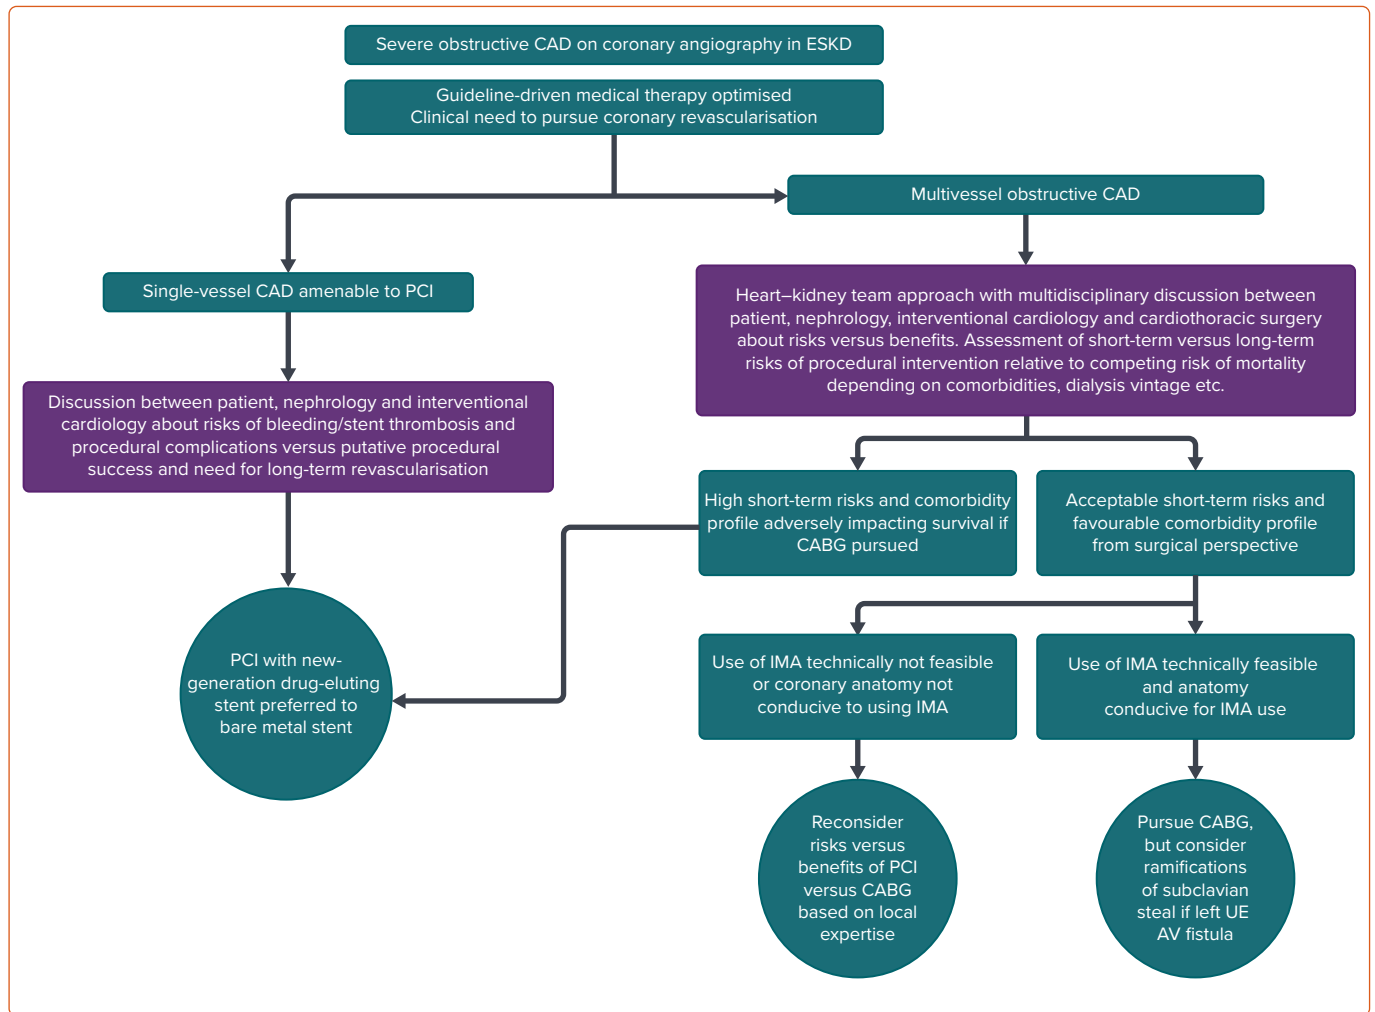 Severe obstructive CAD on coronary angiography in ESKD
Guideline-driven medical therapy optimised
Clinical need to pursue coronary revascularisation
Multivessel obstructive CAD
Single-vessel CAD amenable to PCI
Heart–kidney team approach with multidisciplinary discussion between
patient, nephrology, interventional cardiology and cardiothoracic surgery
about risks versus benefits. Assessment of short-term versus long-term
risks of procedural intervention relative to competing risk of mortality
depending on comorbidities, dialysis vintage etc.
Discussion between patient, nephrology and interventional
cardiology about risks of bleeding/stent thrombosis and
procedural complications versus putative procedural
success and need for long-term revascularisation
High short-term risks and comorbidity
profile adversely impacting survival if
CABG pursued
Acceptable short-term risks and
favourable comorbidity profile
from surgical perspective
PCI with new-
generation drug-eluting
stent preferred to
bare metal stent
Use of IMA technically not feasible
or coronary anatomy not
conducive to using IMA
Use of IMA technically feasible
and anatomy
conducive for IMA use
Reconsider
risks versus
benefits of PCI
versus CABG
based on local
expertise
Pursue CABG,
but consider
ramifications
of subclavian
steal if left UE
AV fistula